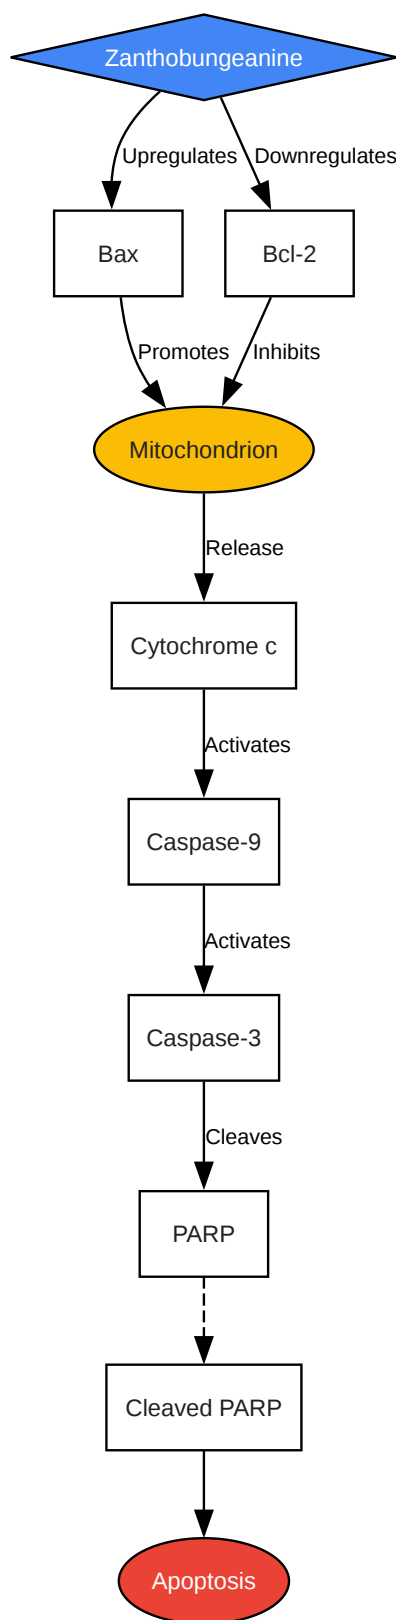 Zanthobungeanine
Upregulates
Downregulates
Bax
Bcl-2
Promotes
Inhibits
Mitochondrion
Release
Cytochrome c
Activates
Caspase-9
Activates
Caspase-3
Cleaves
PARP
Cleaved PARP
Apoptosis